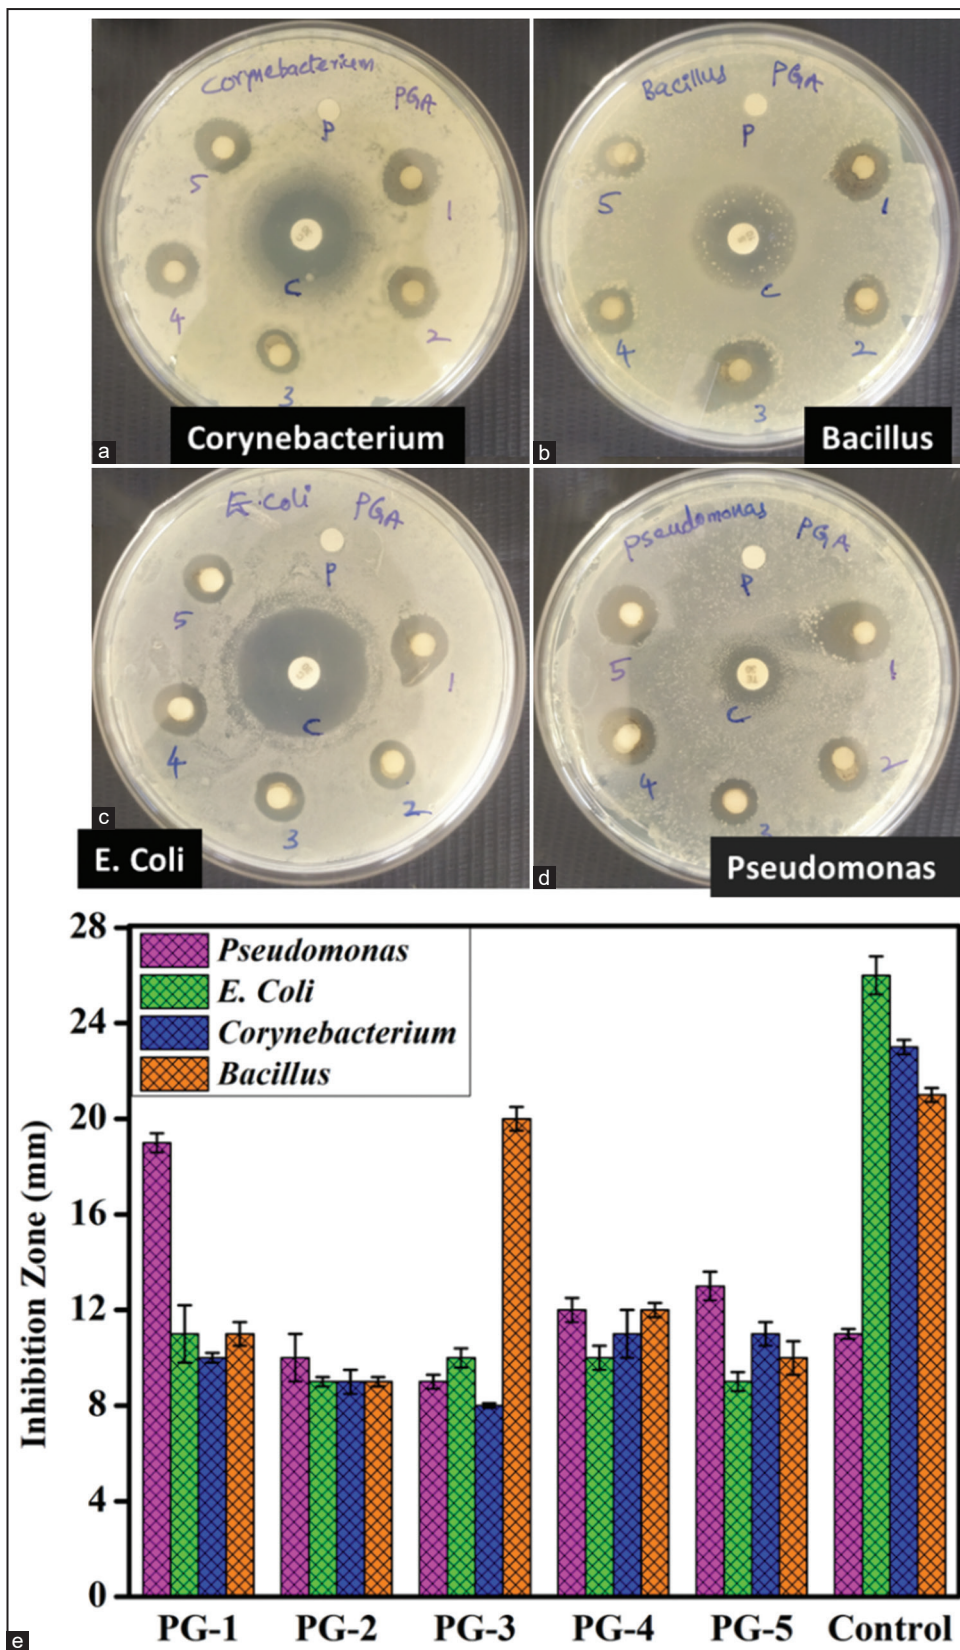 Corynebacterium
PGA
P
5
1
C
4
2
3
Corynebacterium
a
Bacillus PGA
P
5
1
C
4
2
3
Bacillus
b
E. Coli PGA
P
5
1
C
4
2
3
c
E. Coli
Pseudomonas PGA
P
5
1
TE
30
C
4
2
3
d
Pseudomonas
28
24
20
16
12
8
4
0
Inhibition Zone (mm)
Pseudomonas
E. Coli
Corynebacterium
Bacillus
PG-1 PG-2 PG-3 PG-4 PG-5 Control
e